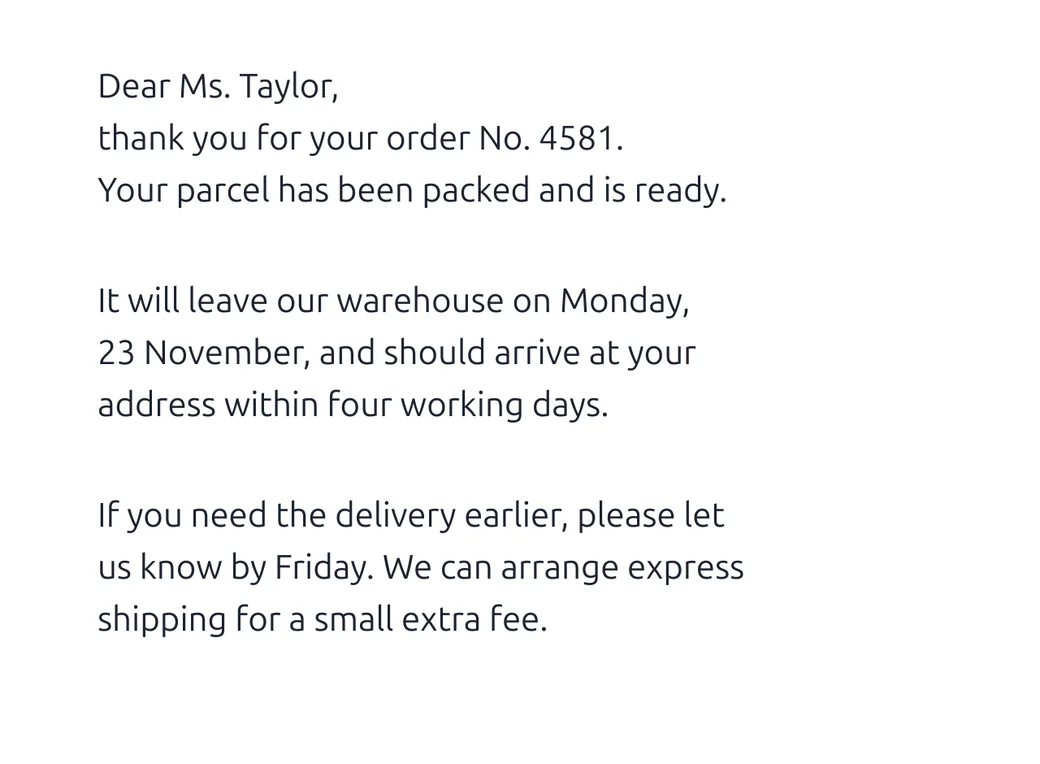 Dear Ms. Taylor,
thank you for your order No. 4581.
Your parcel has been packed and is ready.
It will leave our warehouse on Monday,
23 November, and should arrive at your
address within four working days.
If you need the delivery earlier, please let
us know by Friday. We can arrange express
shipping for a small extra fee.